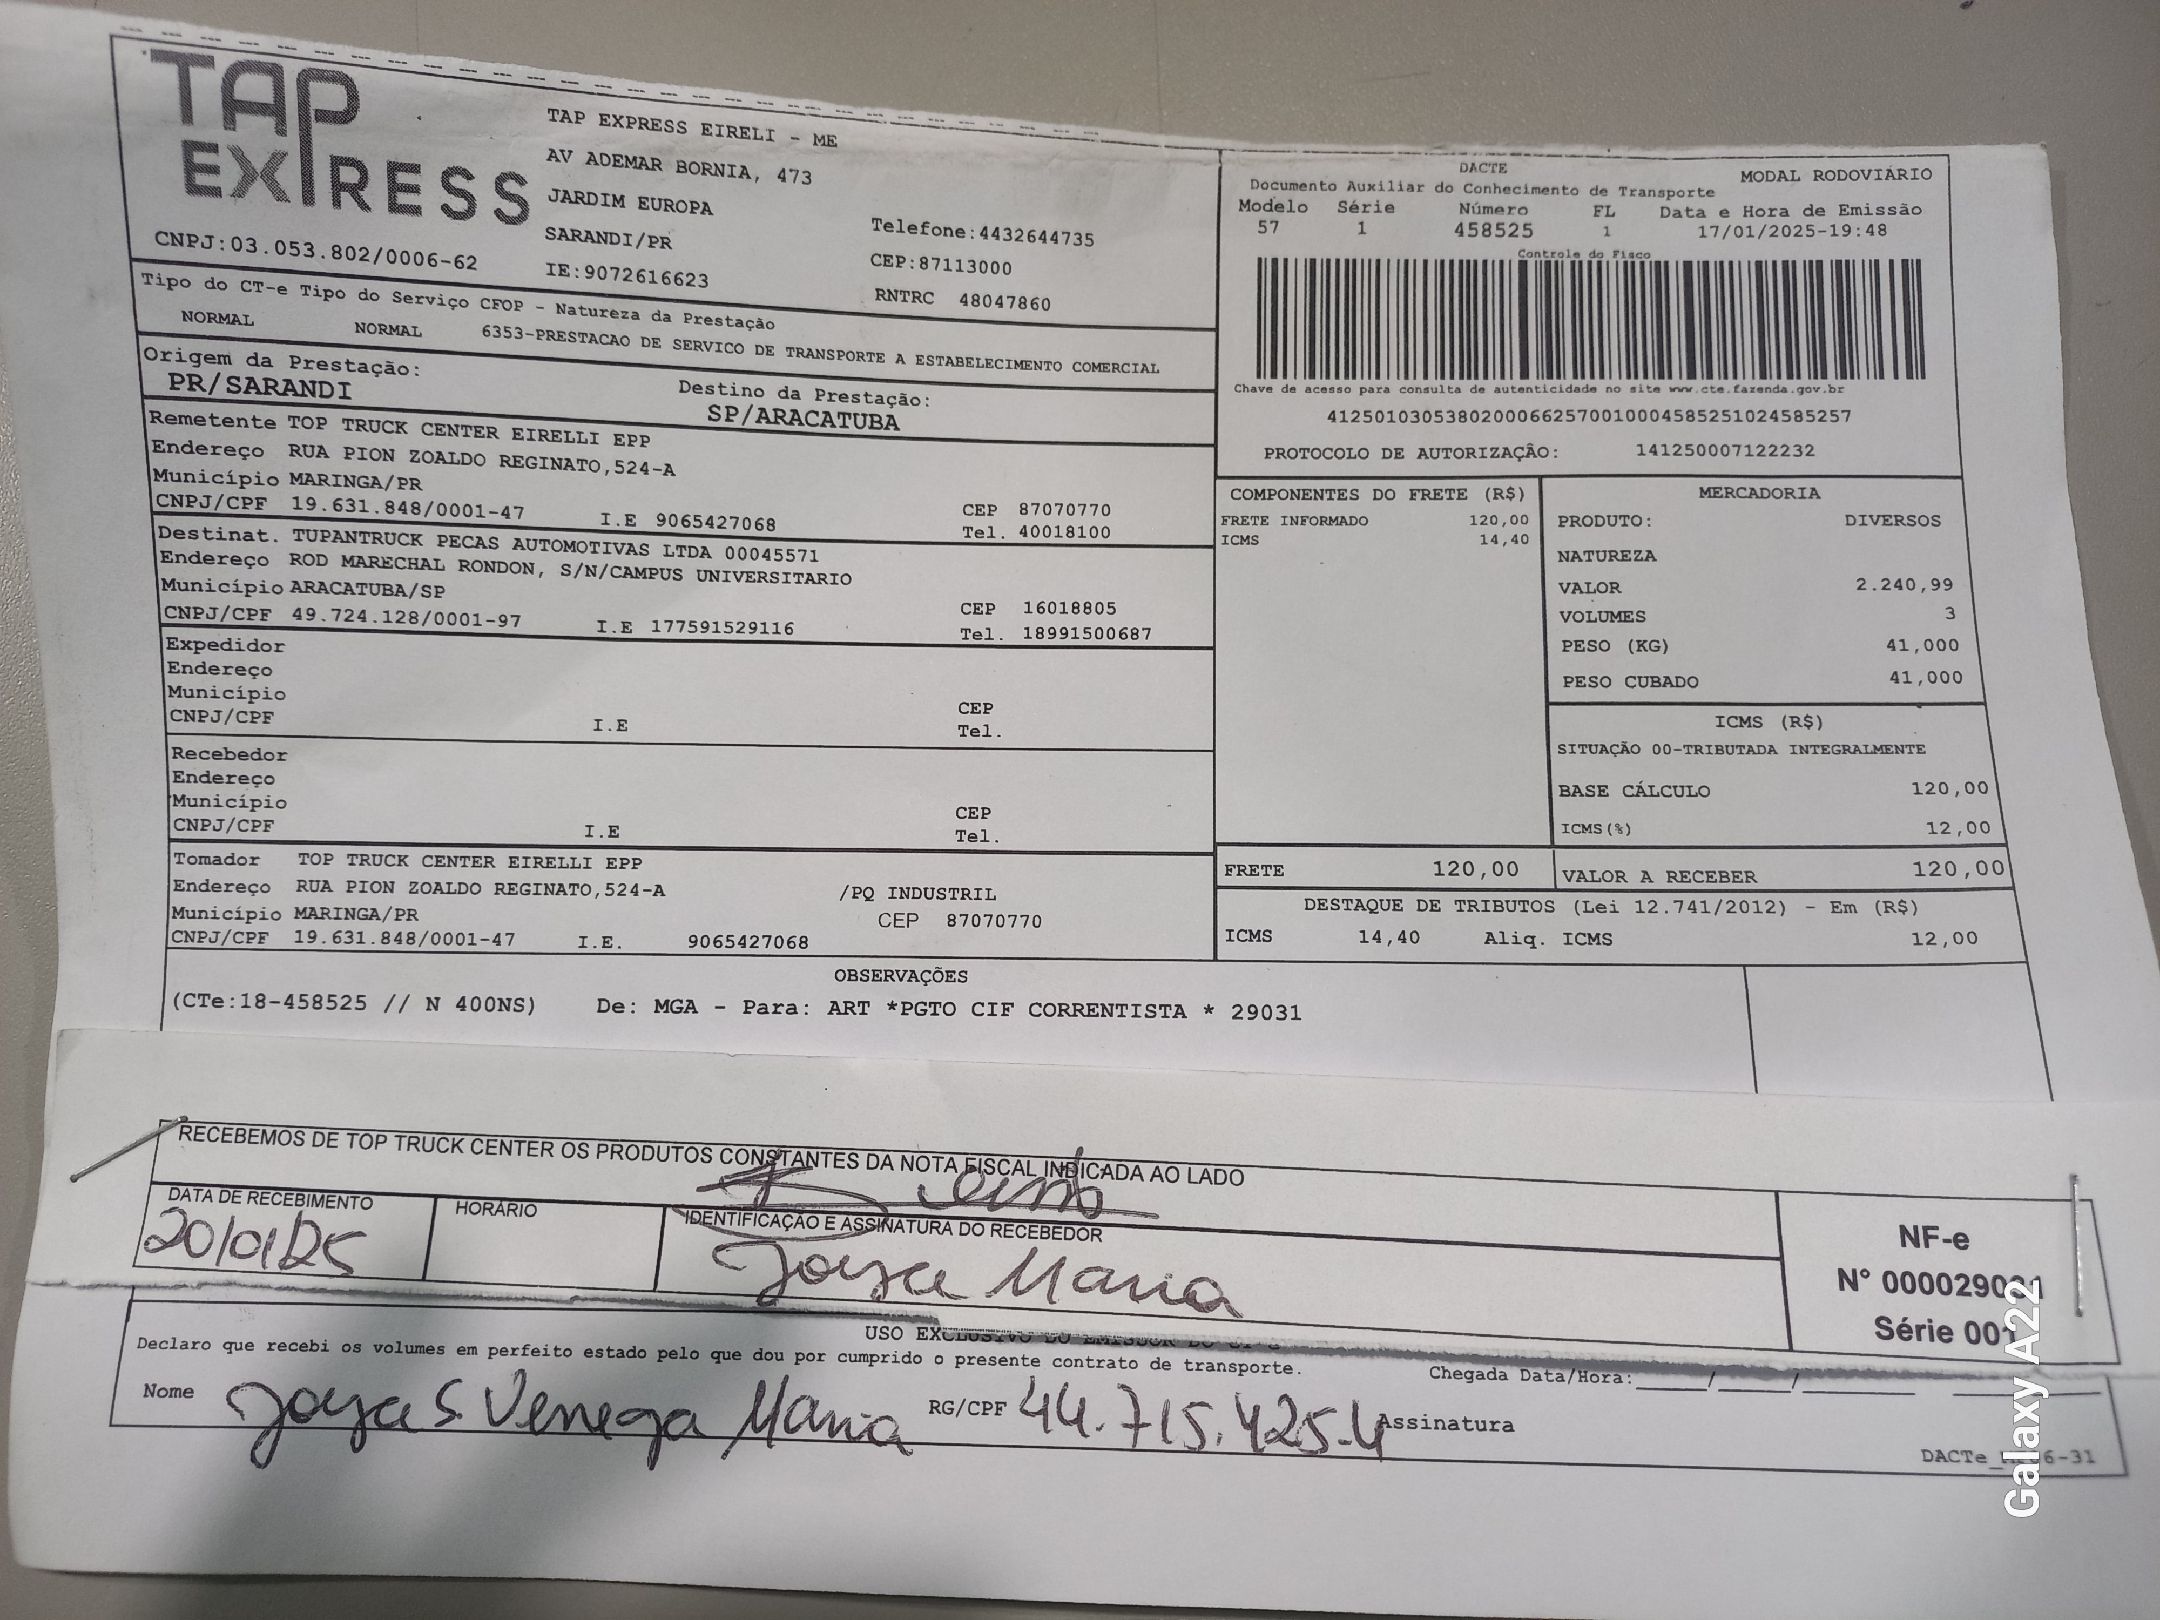 TAP EXPRESS
TAP EXPRESS EIRELI - ME
AV ADEMAR BORNIA, 473
JARDIM EUROPA
SARANDI/PR
IE:9072616623
Telefone:4432644735
CEP:87113000
RNTRC 48047860
CNPJ:03.053.802/0006-62
DACTE
MODAL RODOVIÁRIO
Documento Auxiliar do Conhecimento de Transporte
Modelo Série Número FL Data e Hora de Emissão
57 1 458525 1 17/01/2025-19:48
Controle do Fisco
Chave de acesso para consulta de autenticidade no site www.cte.fazenda.gov.br
41250103053802000662570010004585251024585257
PROTOCOLO DE AUTORIZAÇÃO: 141250007122232
Tipo do CT-e Tipo do Serviço CFOP - Natureza da Prestação
NORMAL NORMAL 6353-PRESTACAO DE SERVICO DE TRANSPORTE A ESTABELECIMENTO COMERCIAL
Origem da Prestação: Destino da Prestação:
PR/SARANDI SP/ARACATUBA
Remetente TOP TRUCK CENTER EIRELLI EPP
Endereço RUA PION ZOALDO REGINATO,524-A
Município MARINGA/PR CEP 87070770
CNPJ/CPF 19.631.848/0001-47 I.E 9065427068 Tel. 40018100
Destinat. TUPANTRUCK PECAS AUTOMOTIVAS LTDA 00045571
Endereço ROD MARECHAL RONDON, S/N/CAMPUS UNIVERSITARIO
Município ARACATUBA/SP CEP 16018805
CNPJ/CPF 49.724.128/0001-97 I.E 177591529116 Tel. 18991500687
Expedidor
Endereço
Município CEP
CNPJ/CPF I.E Tel.
Recebedor
Endereço
Município CEP
CNPJ/CPF I.E Tel.
Tomador TOP TRUCK CENTER EIRELLI EPP
Endereço RUA PION ZOALDO REGINATO,524-A /PQ INDUSTRIL
Município MARINGA/PR CEP 87070770
CNPJ/CPF 19.631.848/0001-47 I.E. 9065427068
COMPONENTES DO FRETE (R$)
FRETE INFORMADO 120,00
ICMS 14,40
MERCADORIA
PRODUTO: DIVERSOS
NATUREZA
VALOR 2.240,99
VOLUMES 3
PESO (KG) 41,000
PESO CUBADO 41,000
ICMS (R$)
SITUAÇÃO 00-TRIBUTADA INTEGRALMENTE
BASE CÁLCULO 120,00
ICMS(%) 12,00
FRETE 120,00 VALOR A RECEBER 120,00
DESTAQUE DE TRIBUTOS (Lei 12.741/2012) - Em (R$)
ICMS 14,40 Aliq. ICMS 12,00
OBSERVAÇÕES
(CTe:18-458525 // N 400NS) De: MGA - Para: ART *PGTO CIF CORRENTISTA * 29031
RECEBEMOS DE TOP TRUCK CENTER OS PRODUTOS CONSTANTES DA NOTA FISCAL INDICADA AO LADO
DATA DE RECEBIMENTO HORÁRIO IDENTIFICAÇÃO E ASSINATURA DO RECEBEDOR
20/01/25 Joyce Maria
NF-e
N° 000029031
Série 001
USO EXCLUSIVO DO EMISSOR DO CT-E
Declaro que recebi os volumes em perfeito estado pelo que dou por cumprido o presente contrato de transporte.
Chegada Data/Hora:______/______/______
Nome Joyce S. Venega Maria RG/CPF 44.715.425-4 Assinatura
Galaxy A22